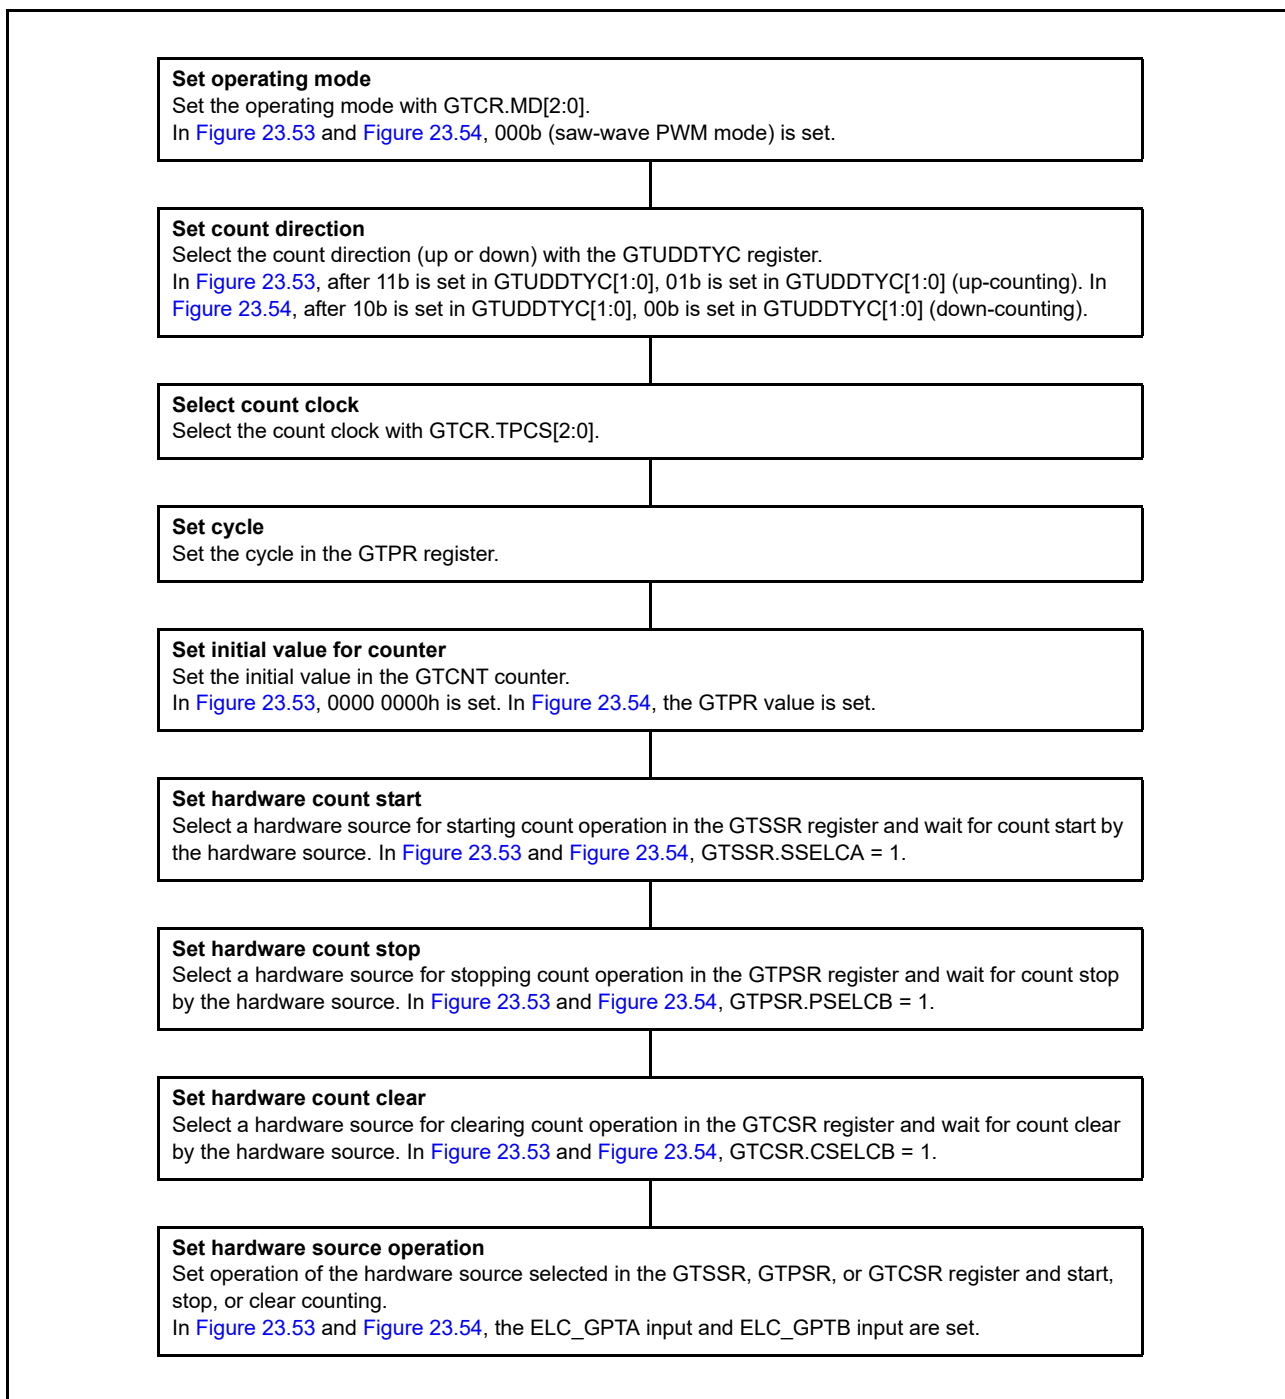 Set operating mode
Set the operating mode with GTCR.MD[2:0].
In Figure 23.53 and Figure 23.54, 000b (saw-wave PWM mode) is set.
Set count direction
Select the count direction (up or down) with the GTUDDTYC register.
In Figure 23.53, after 11b is set in GTUDDTYC[1:0], 01b is set in GTUDDTYC[1:0] (up-counting). In
Figure 23.54, after 10b is set in GTUDDTYC[1:0], 00b is set in GTUDDTYC[1:0] (down-counting).
Select count clock
Select the count clock with GTCR.TPCS[2:0].
Set cycle
Set the cycle in the GTPR register.
Set initial value for counter
Set the initial value in the GTCNT counter.
In Figure 23.53, 0000 0000h is set. In Figure 23.54, the GTPR value is set.
Set hardware count start
Select a hardware source for starting count operation in the GTSSR register and wait for count start by
the hardware source. In Figure 23.53 and Figure 23.54, GTSSR.SSELCA = 1.
Set hardware count stop
Select a hardware source for stopping count operation in the GTPSR register and wait for count stop
by the hardware source. In Figure 23.53 and Figure 23.54, GTPSR.PSELCB = 1.
Set hardware count clear
Select a hardware source for clearing count operation in the GTCSR register and wait for count clear
by the hardware source. In Figure 23.53 and Figure 23.54, GTCSR.CSELCB = 1.
Set hardware source operation
Set operation of the hardware source selected in the GTSSR, GTPSR, or GTCSR register and start,
stop, or clear counting.
In Figure 23.53 and Figure 23.54, the ELC_GPTA input and ELC_GPTB input are set.